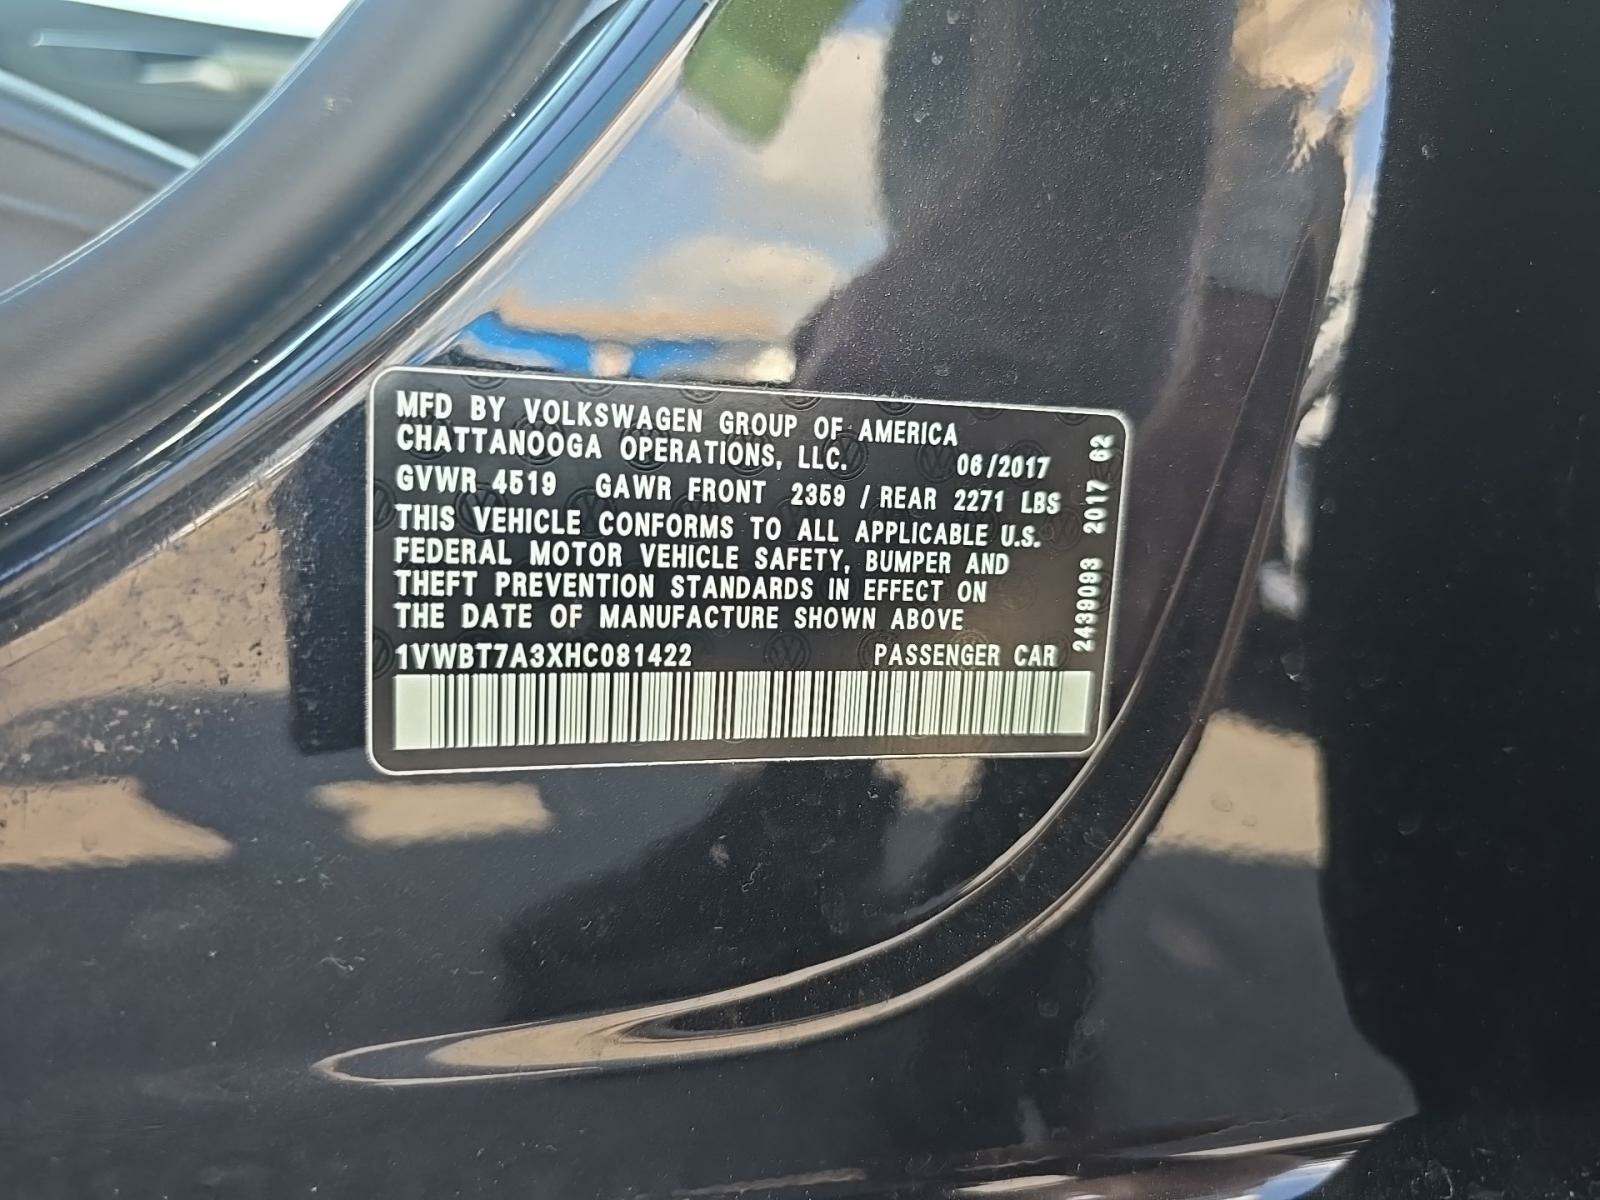 MFD BY VOLKSWAGEN GROUP OF AMERICA
CHATTANOOGA OPERATIONS, LLC. 06/2017
GVWR 4519 GAWR FRONT 2359 / REAR 2271 LBS
THIS VEHICLE CONFORMS TO ALL APPLICABLE U.S.
FEDERAL MOTOR VEHICLE SAFETY, BUMPER AND
THEFT PREVENTION STANDARDS IN EFFECT ON
THE DATE OF MANUFACTURE SHOWN ABOVE
1VWBT7A3XHC081422 PASSENGER CAR
2439093 2017 62